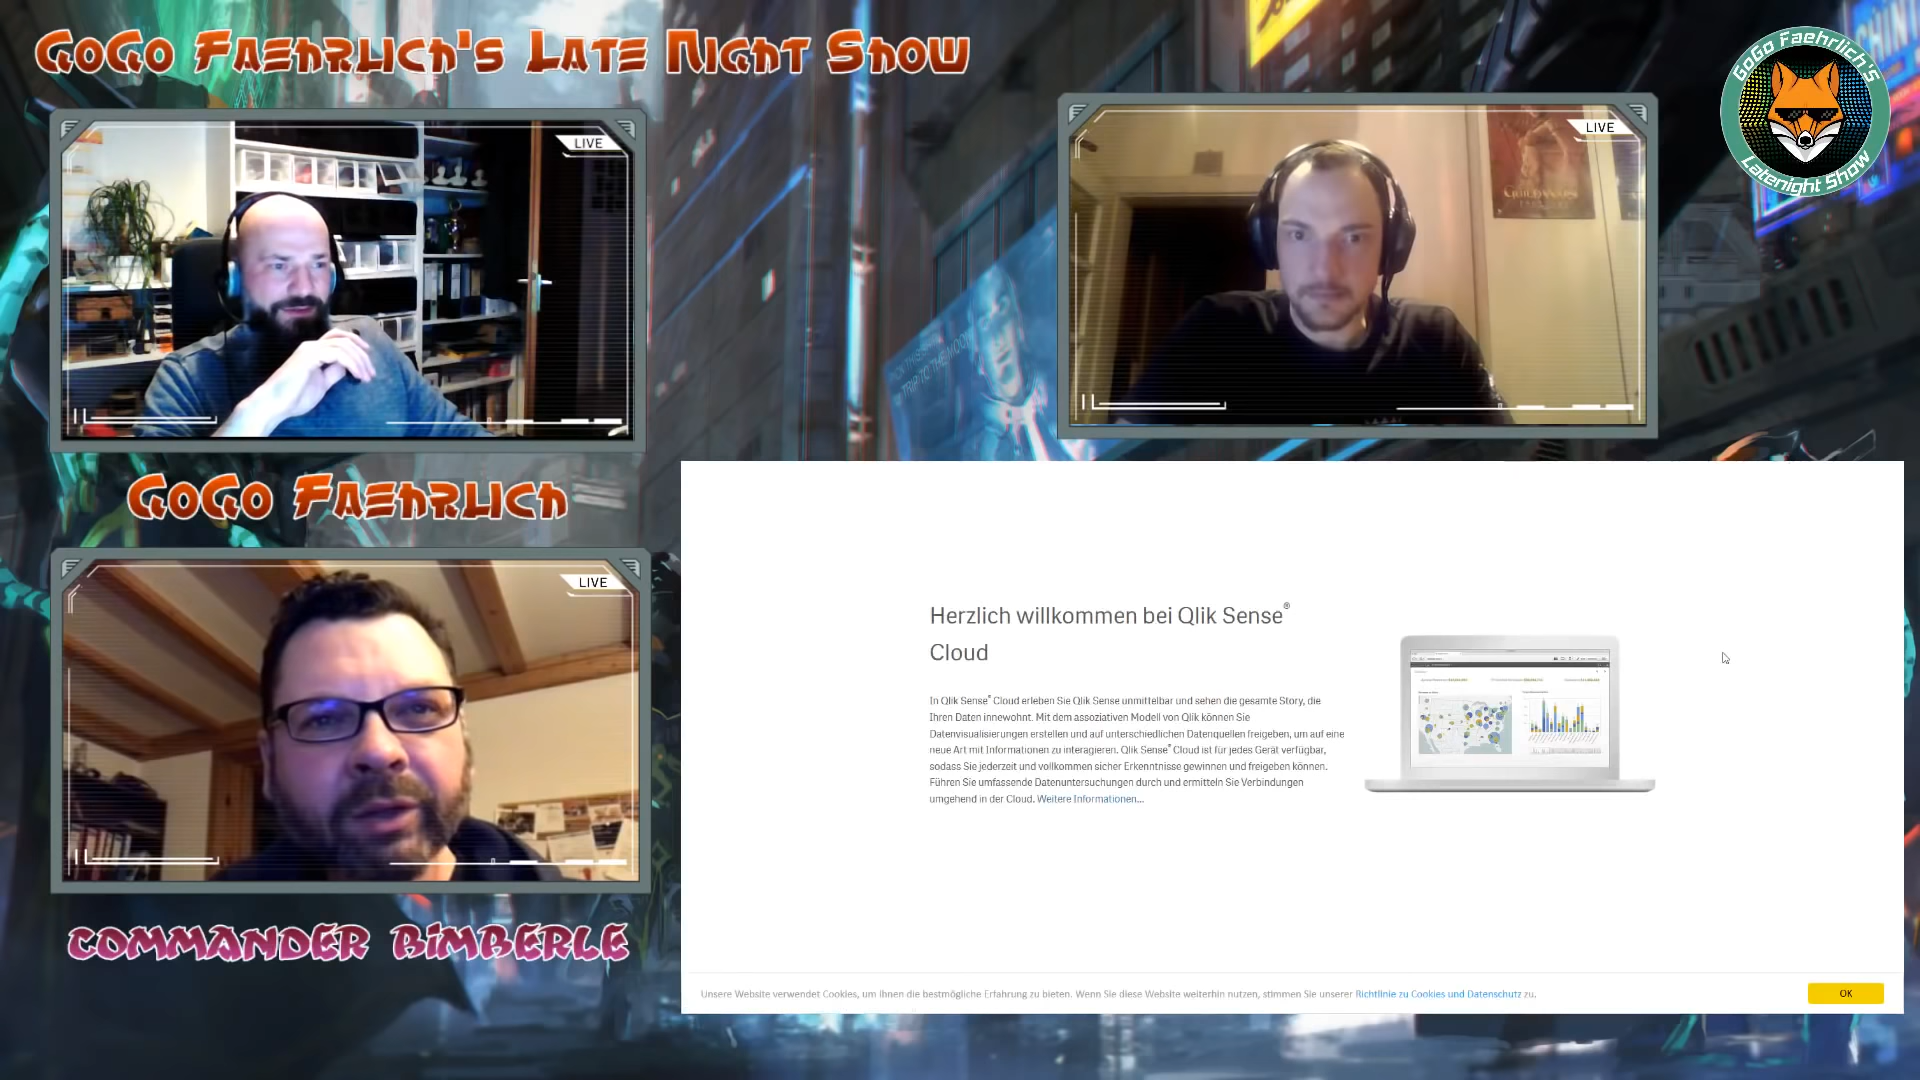 GoGo Faehrlich's Late Night Show
GoGo Faehrlich's
Latenight Show
LIVE
LIVE
GUILD WARS
TRIP TO THE MOON
GoGo Faehrlich
LIVE
COMMANDER BIMBERLE
Herzlich willkommen bei Qlik Sense®
Cloud
In Qlik Sense® Cloud erleben Sie Qlik Sense unmittelbar und sehen die gesamte Story, die
Ihren Daten innewohnt. Mit dem assoziativen Modell von Qlik können Sie
Datenvisualisierungen erstellen und auf unterschiedlichen Datenquellen freigeben, um auf eine
neue Art mit Informationen zu interagieren. Qlik Sense® Cloud ist für jedes Gerät verfügbar,
sodass Sie jederzeit und vollkommen sicher Erkenntnisse gewinnen und freigeben können.
Führen Sie umfassende Datenuntersuchungen durch und ermitteln Sie Verbindungen
umgehend in der Cloud. Weitere Informationen...
Unsere Website verwendet Cookies, um Ihnen die bestmögliche Erfahrung zu bieten. Wenn Sie diese Website weiterhin nutzen, stimmen Sie unserer Richtlinie zu Cookies und Datenschutz zu.
OK